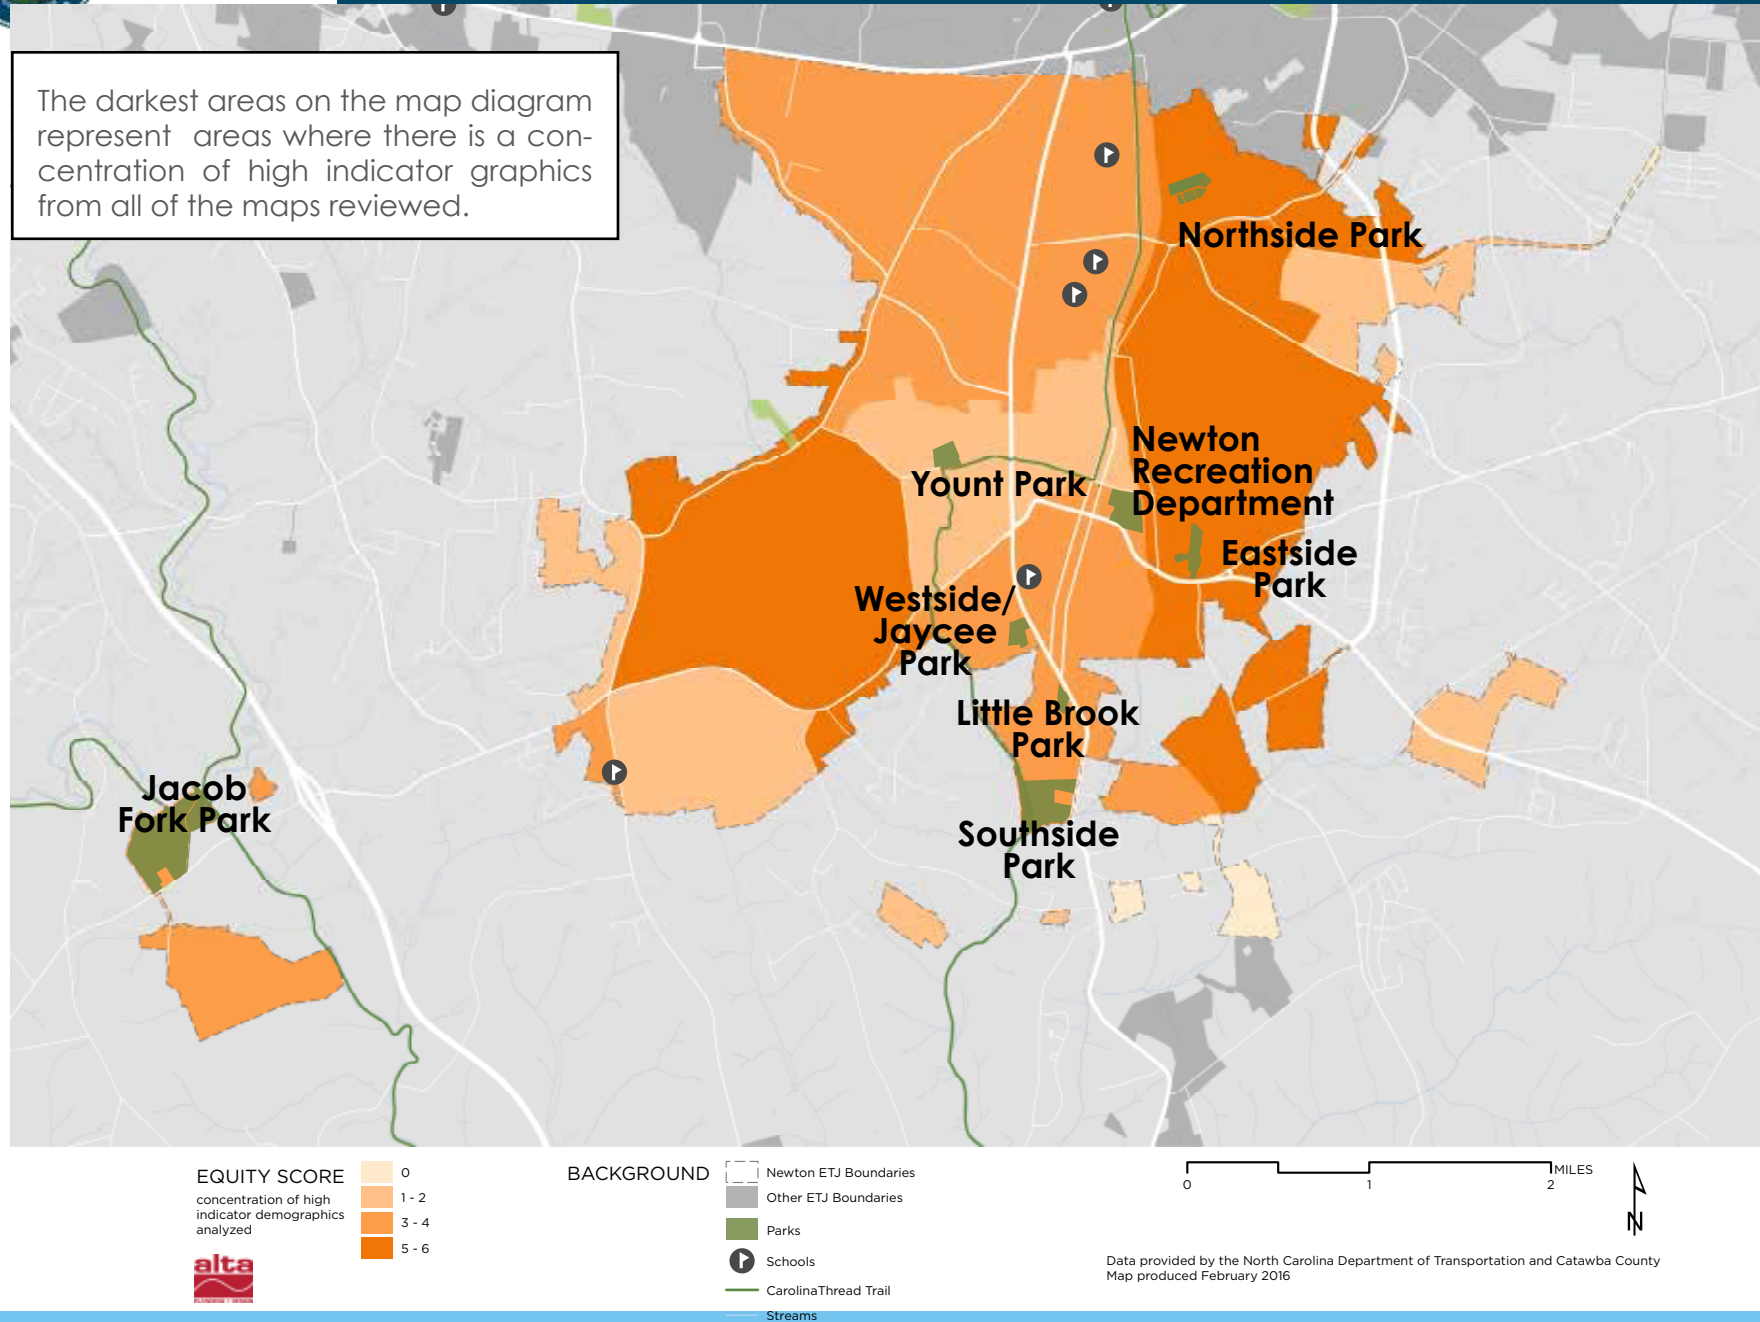 The darkest areas on the map diagram
represent areas where there is a con-
centration of high indicator graphics
from all of the maps reviewed.
Northside Park
Newton
Recreation
Department
Yount Park
Eastside
Park
Westside/
Jaycee
Park
Little Brook
Park
Jacob
Fork Park
Southside
Park
EQUITY SCORE
concentration of high
indicator demographics
analyzed
0
1 - 2
3 - 4
5 - 6
alta
BACKGROUND
Newton ETJ Boundaries
Other ETJ Boundaries
Parks
Schools
CarolinaThread Trail
Streams
MILES
0
1
2
N
Data provided by the North Carolina Department of Transportation and Catawba County
Map produced February 2016